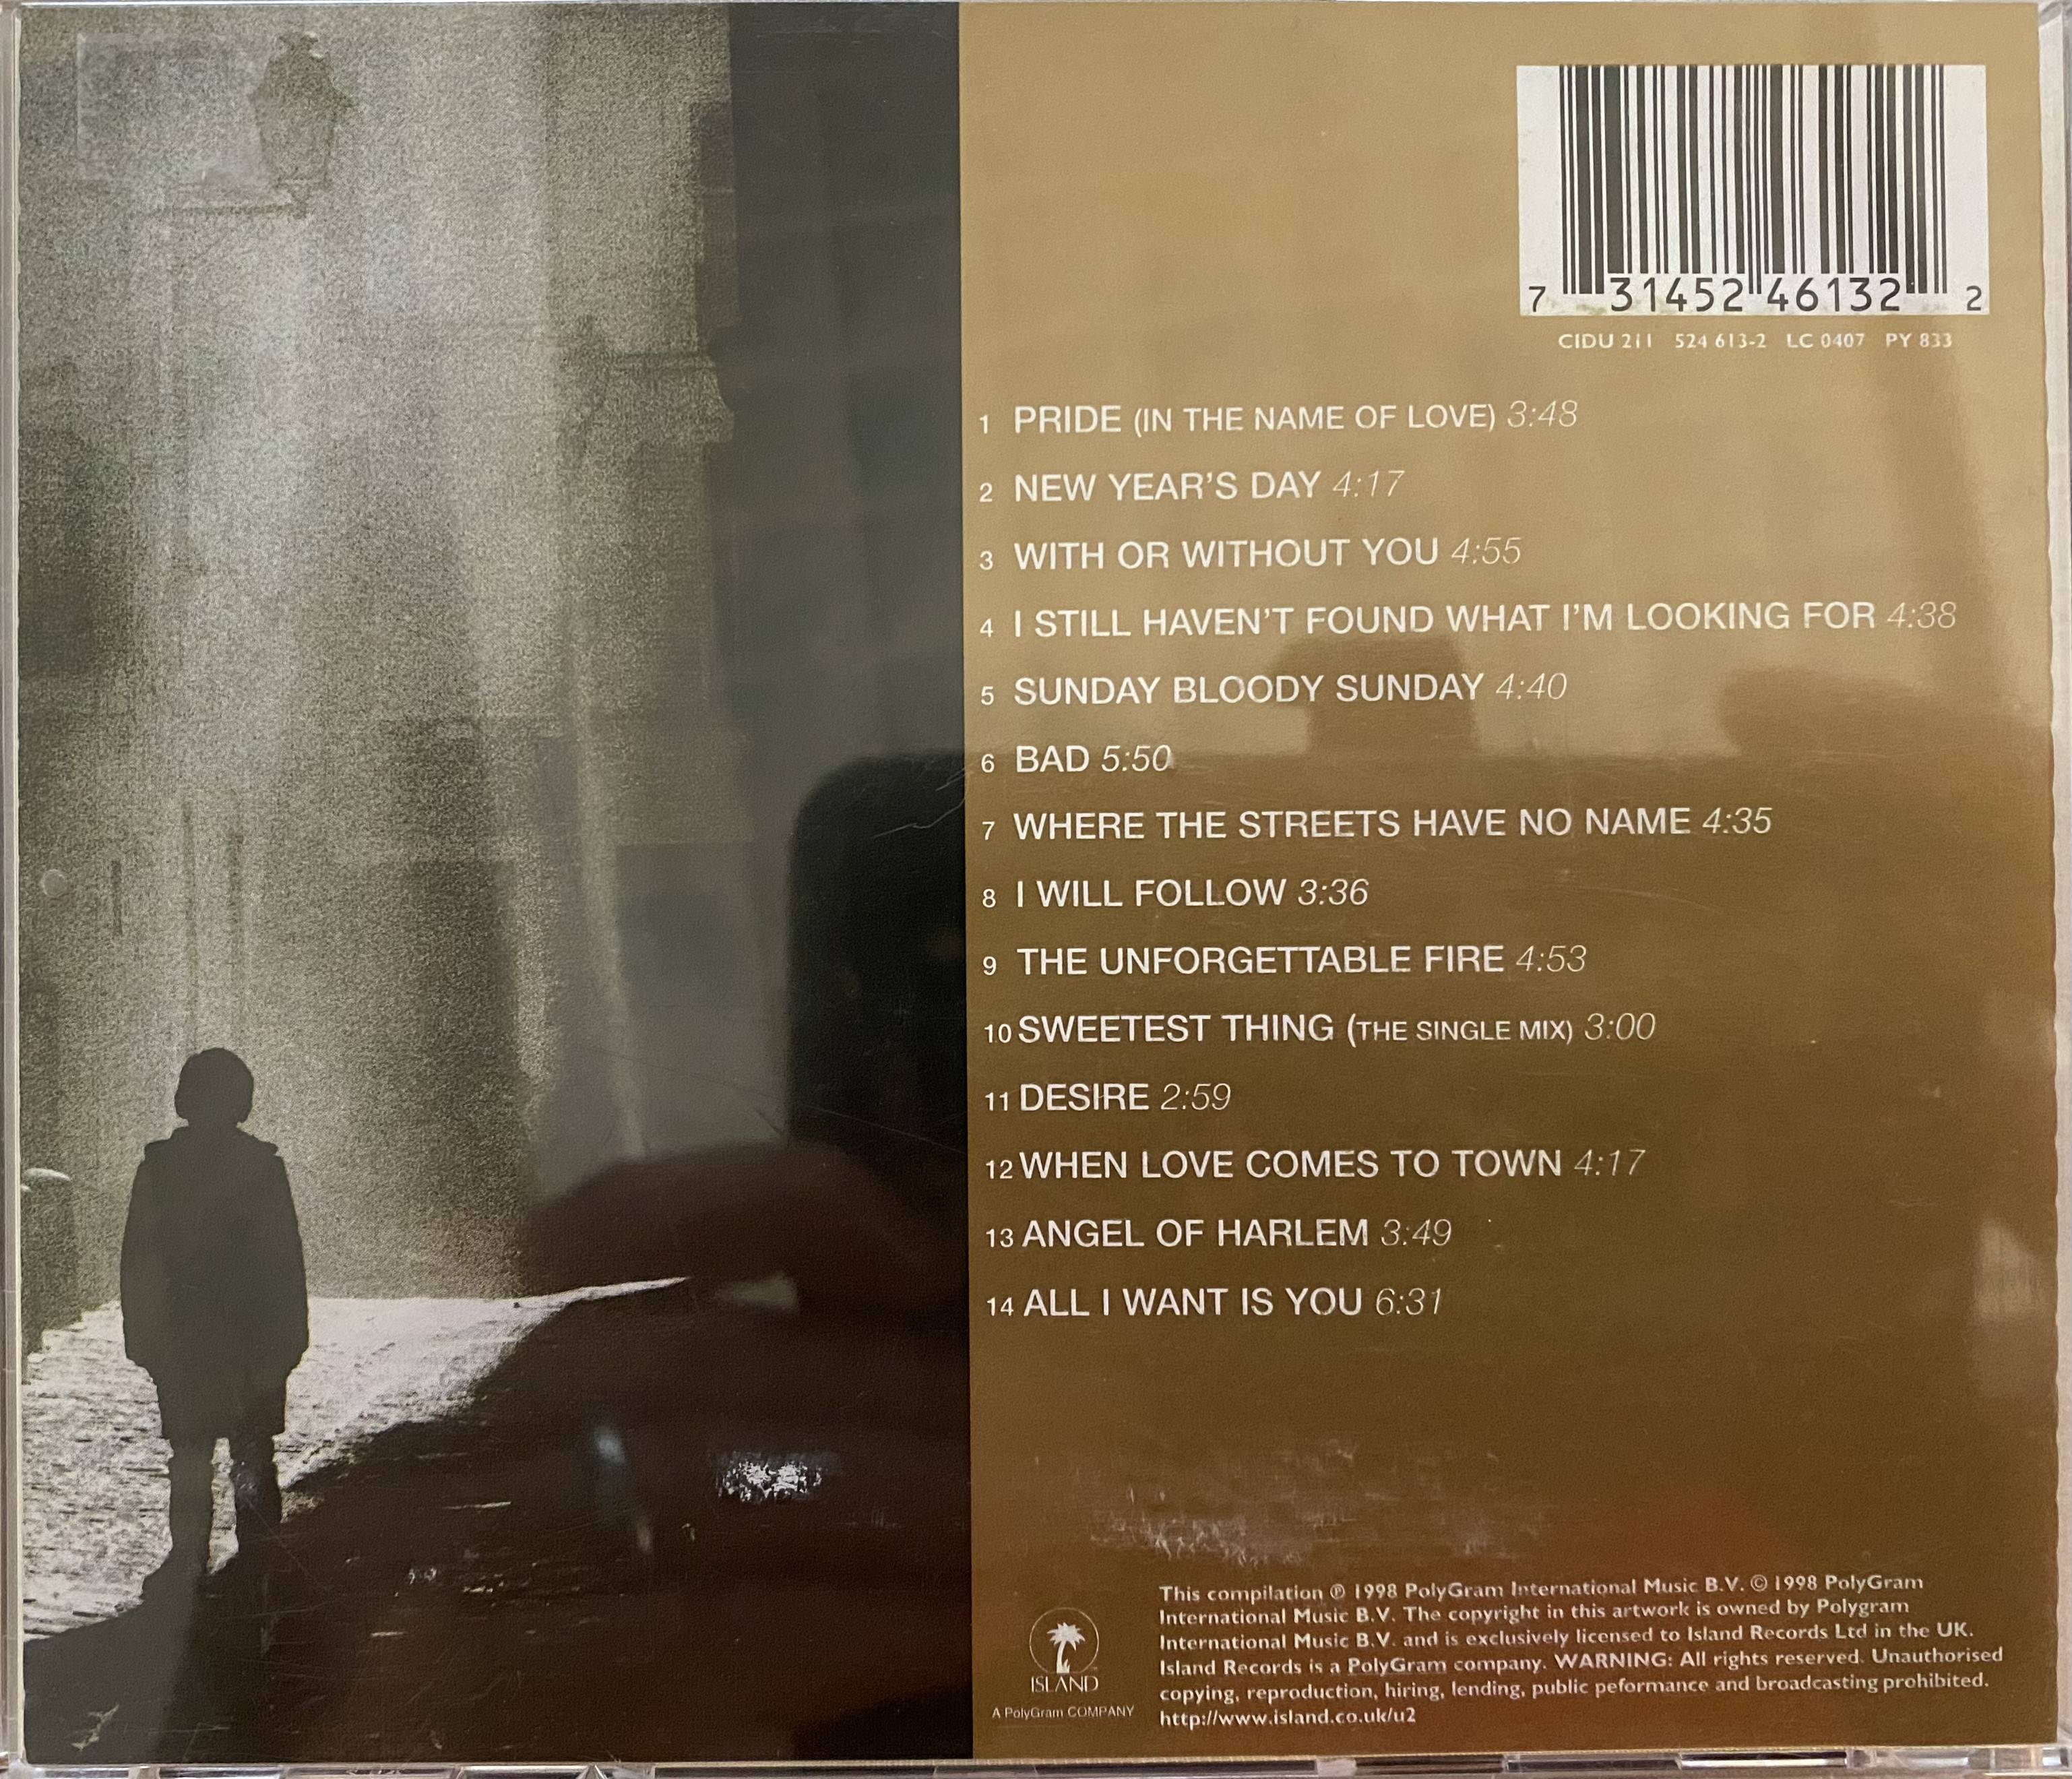 7 31452 46132 2
CIDU 211 524 613-2 LC 0407 PY 833
1 PRIDE (IN THE NAME OF LOVE) 3:48
2 NEW YEAR'S DAY 4:17
3 WITH OR WITHOUT YOU 4:55
4 I STILL HAVEN'T FOUND WHAT I'M LOOKING FOR 4:38
5 SUNDAY BLOODY SUNDAY 4:40
6 BAD 5:50
7 WHERE THE STREETS HAVE NO NAME 4:35
8 I WILL FOLLOW 3:36
9 THE UNFORGETTABLE FIRE 4:53
10 SWEETEST THING (THE SINGLE MIX) 3:00
11 DESIRE 2:59
12 WHEN LOVE COMES TO TOWN 4:17
13 ANGEL OF HARLEM 3:49
14 ALL I WANT IS YOU 6:31
ISLAND
A PolyGram COMPANY
This compilation ℗ 1998 PolyGram International Music B.V. © 1998 PolyGram
International Music B.V. The copyright in this artwork is owned by Polygram
International Music B.V. and is exclusively licensed to Island Records Ltd in the UK.
Island Records is a PolyGram company. WARNING: All rights reserved. Unauthorised
copying, reproduction, hiring, lending, public peformance and broadcasting prohibited.
http://www.island.co.uk/u2